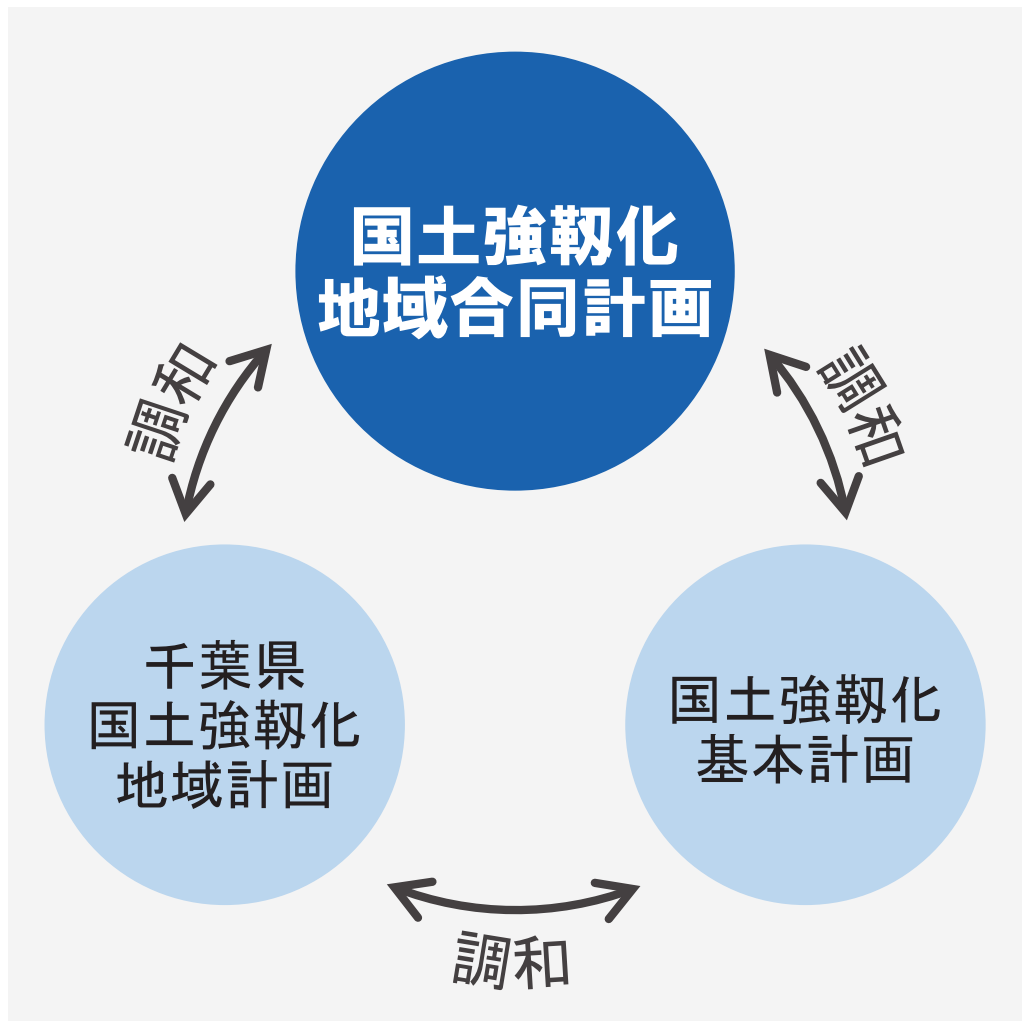 国土強靱化
地域合同計画
調和
調和
千葉県
国土強靱化
地域計画
国土強靱化
基本計画
調和